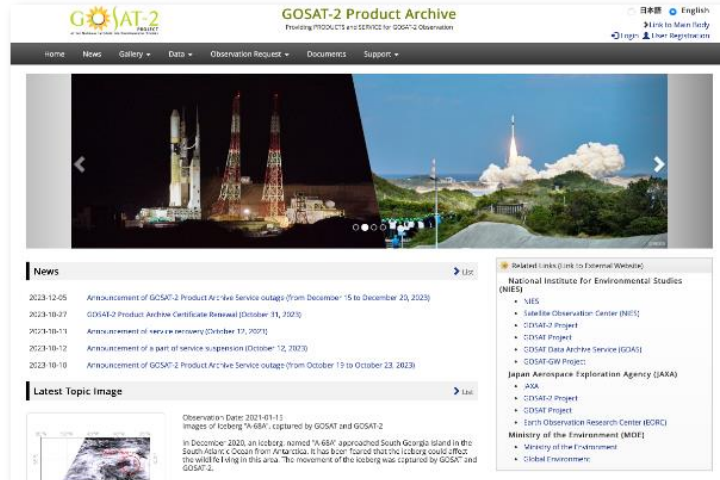 GOSAT-2
PROJECT
GOSAT-2 Product Archive
Providing PRODUCTS and SERVICE for GOSAT-2 Observation
日本語 English
Link to Main Body
Login User Registration
Home News Gallery Data Observation Request Documents Support
News
List
2023-12-05 Announcement of GOSAT-2 Product Archive Service outage (from December 15 to December 20, 2023)
2023-10-27 GOSAT-2 Product Archive Certificate Renewal (October 31, 2023)
2023-10-13 Announcement of service recovery (October 12, 2023)
2023-10-12 Announcement of a part of service suspension (October 12, 2023)
2023-10-10 Announcement of GOSAT-2 Product Archive Service outage (from October 19 to October 23, 2023)
Latest Topic Image
List
Observation Date: 2021-01-15
Images of Iceberg "A-68A", captured by GOSAT and GOSAT-2
In December 2020, an iceberg, named "A-68A" approached South Georgia Island in the
South Atlantic Ocean from Antarctica. It has been feared that the iceberg could affect
the wildlife living in this area. The movement of the iceberg was captured by GOSAT and
GOSAT-2.
Related Links (Link to External Website)
National Institute for Environmental Studies
(NIES)
NIES
Satellite Observation Center (NIES)
GOSAT-2 Project
GOSAT Project
GOSAT Data Archive Service (GDAS)
GOSAT-GW Project
Japan Aerospace Exploration Agency (JAXA)
JAXA
GOSAT-2 Project
GOSAT Project
Earth Observation Research Center (EORC)
Ministry of the Environment (MOE)
Ministry of the Environment
Global Environment